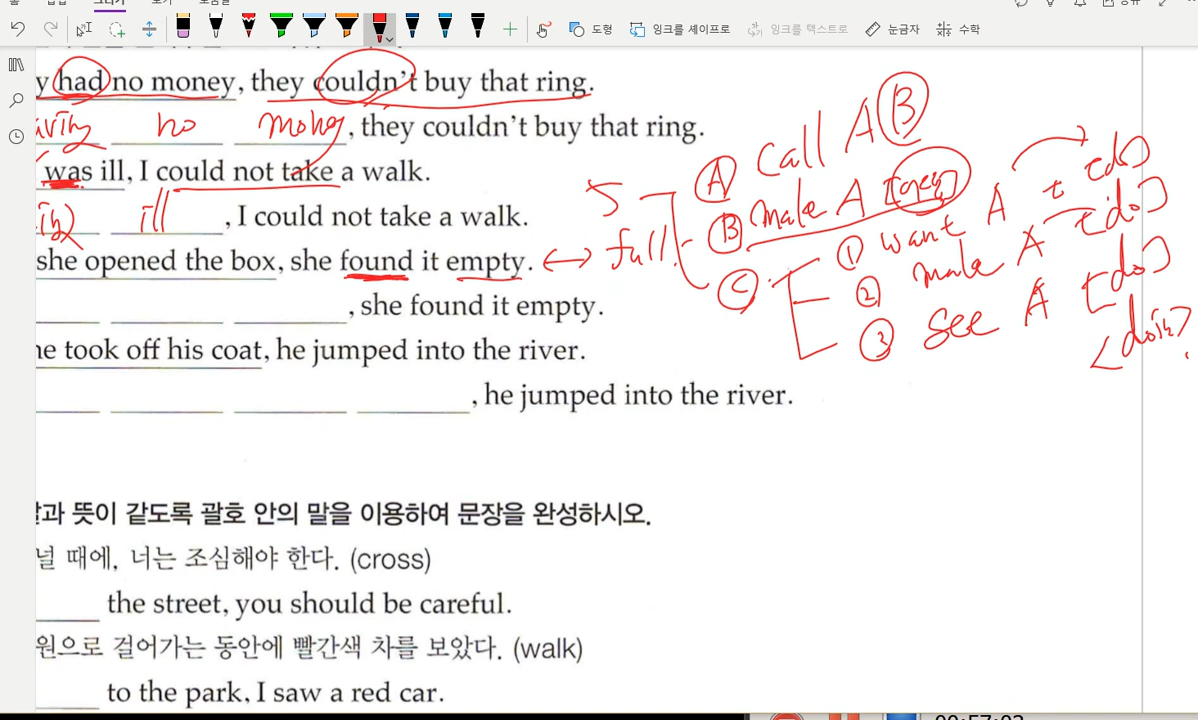 도형 잉크를 셰이프로 잉크를 텍스트로 눈금자 수학
y had no money, they couldn't buy that ring.
no money, they couldn't buy that ring.
was ill, I could not take a walk.
ill, I could not take a walk.
she opened the box, she found it empty. ↔ full.
, she found it empty.
he took off his coat, he jumped into the river.
, he jumped into the river.
5
Ⓐ call A Ⓑ
Ⓑ make A
Ⓒ
① want A to do
② make A do
③ see A do
doing
과 뜻이 같도록 괄호 안의 말을 이용하여 문장을 완성하시오.
널 때에, 너는 조심해야 한다. (cross)
the street, you should be careful.
원으로 걸어가는 동안에 빨간색 차를 보았다. (walk)
to the park, I saw a red car.